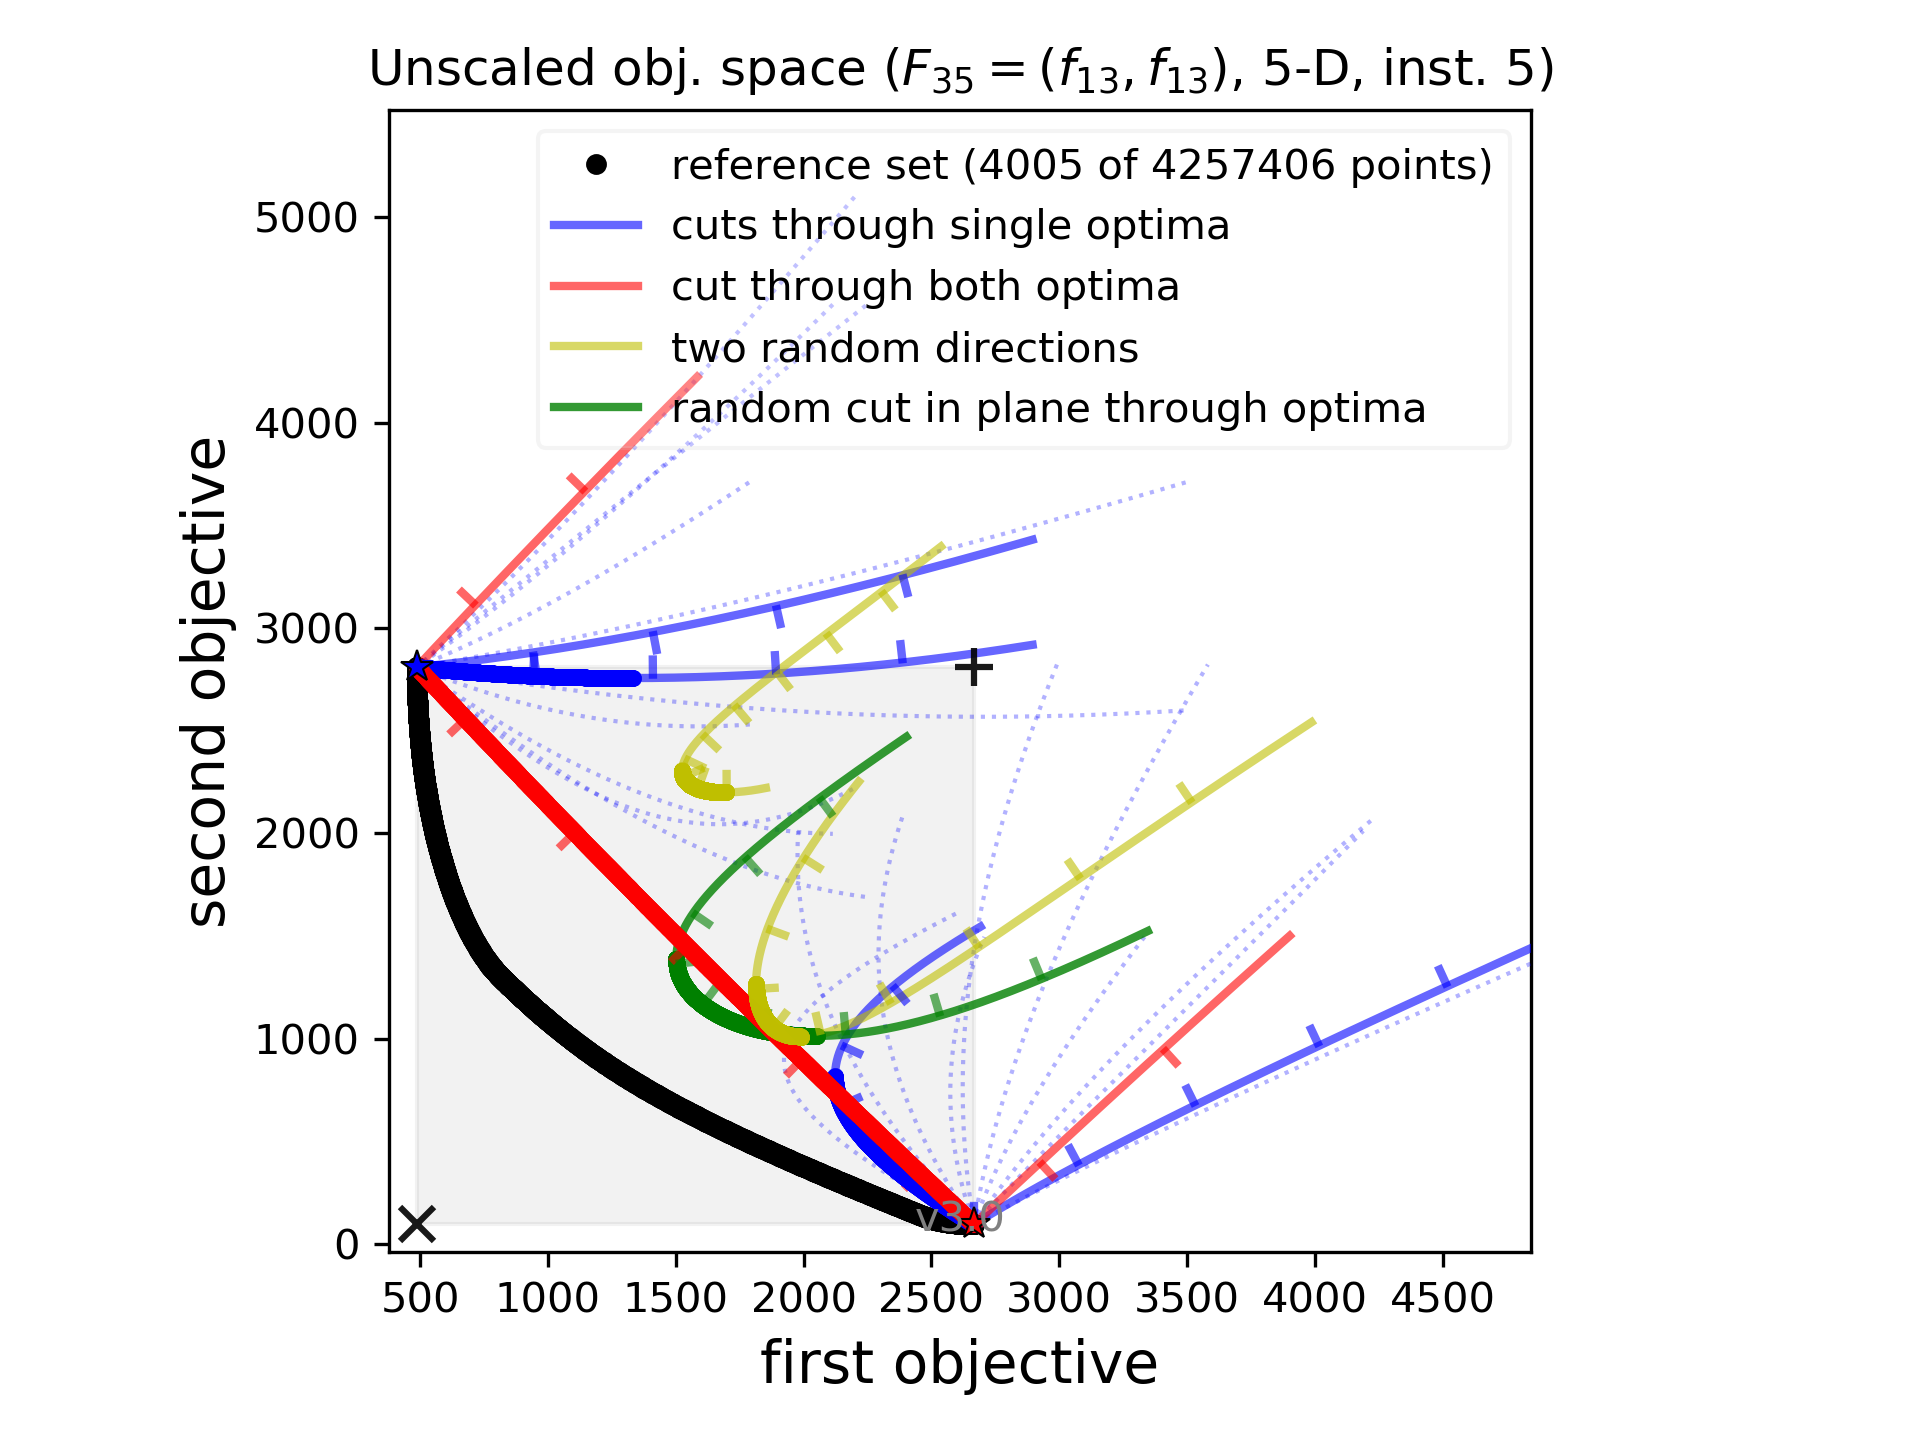 Unscaled obj. space (F₃₅ = (f₁₃, f₁₃), 5-D, inst. 5)
reference set (4005 of 4257406 points)
cuts through single optima
cut through both optima
two random directions
random cut in plane through optima
second objective
5000
4000
3000
2000
1000
0
v3.0
500 1000 1500 2000 2500 3000 3500 4000 4500
first objective